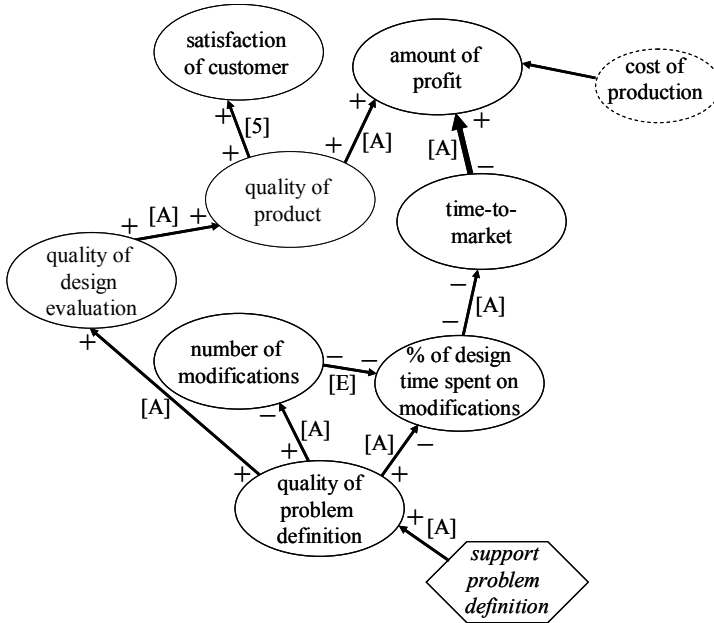 satisfaction
of customer
amount of
profit
cost of
production
+
+
+
[5]
+
[A]
+
[A]
−
quality of
product
time-to-
market
+
[A]
+
quality of
design
evaluation
−
−
[A]
+
number of
modifications
−
−
[E]
% of design
time spent on
modifications
[A]
−
[A]
+
[A]
−
+
+
quality of
problem
definition
+
[A]
support
problem
definition